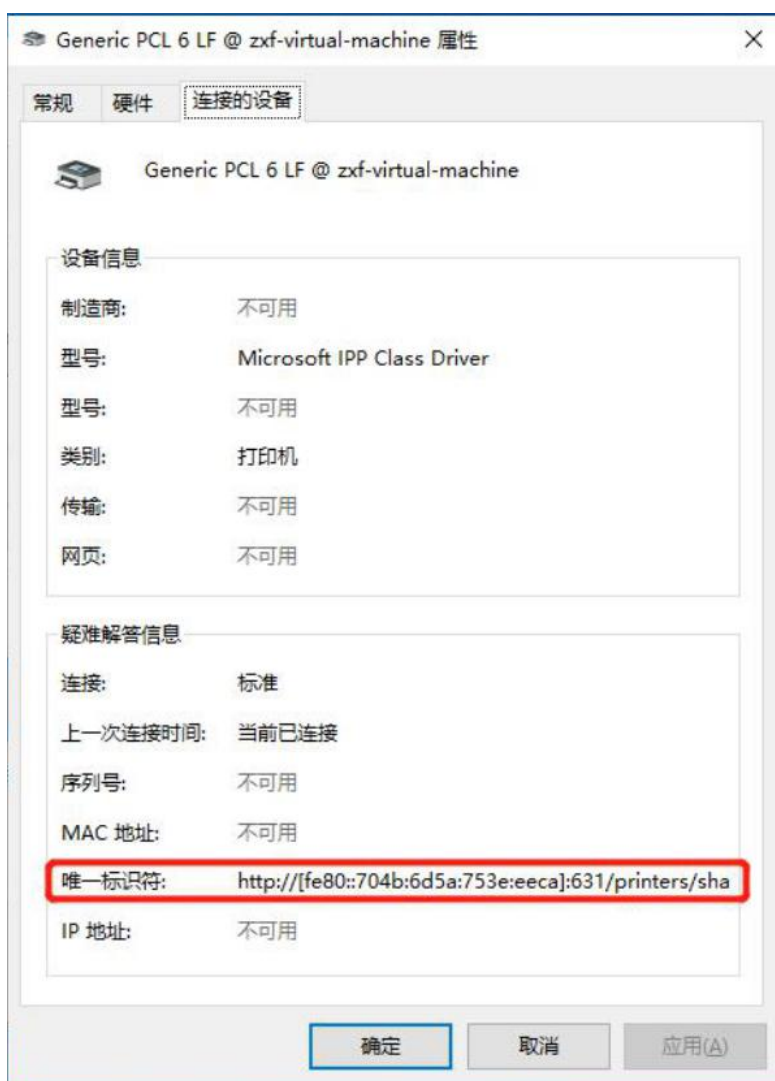 Generic PCL 6 LF @ zxf-virtual-machine 属性
常规 硬件 连接的设备
Generic PCL 6 LF @ zxf-virtual-machine
设备信息
制造商: 不可用
型号: Microsoft IPP Class Driver
型号: 不可用
类别: 打印机
传输: 不可用
网页: 不可用
疑难解答信息
连接: 标准
上一次连接时间: 当前已连接
序列号: 不可用
MAC 地址: 不可用
唯一标识符: http://[fe80::704b:6d5a:753e:eeca]:631/printers/sha
IP 地址: 不可用
确定 取消 应用(A)